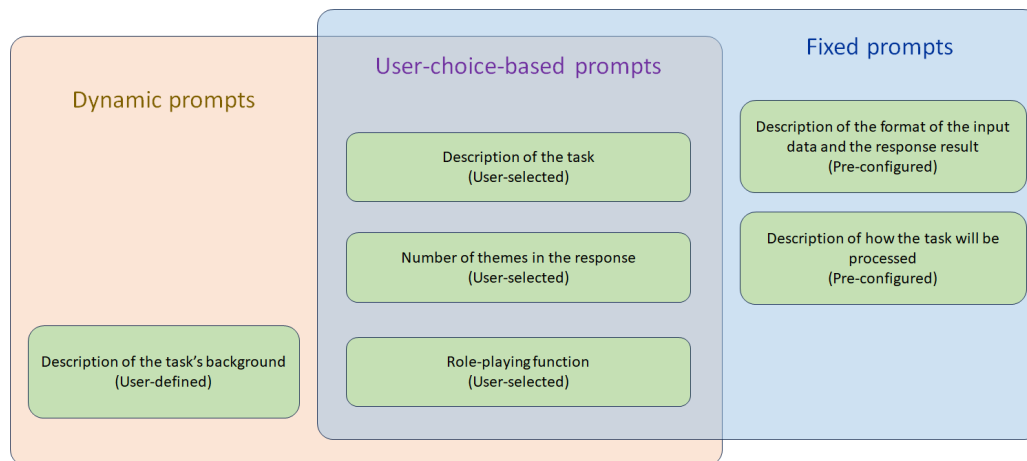 Dynamic prompts
User-choice-based prompts
Fixed prompts
Description of the task's background
(User-defined)
Description of the task
(User-selected)
Number of themes in the response
(User-selected)
Role-playing function
(User-selected)
Description of the format of the input
data and the response result
(Pre-configured)
Description of how the task will be
processed
(Pre-configured)